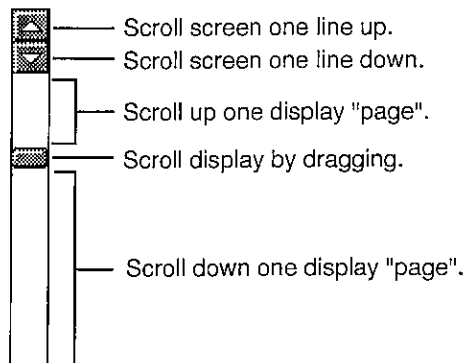 Scroll screen one line up.
Scroll screen one line down.
Scroll up one display "page".
Scroll display by dragging.
Scroll down one display "page".